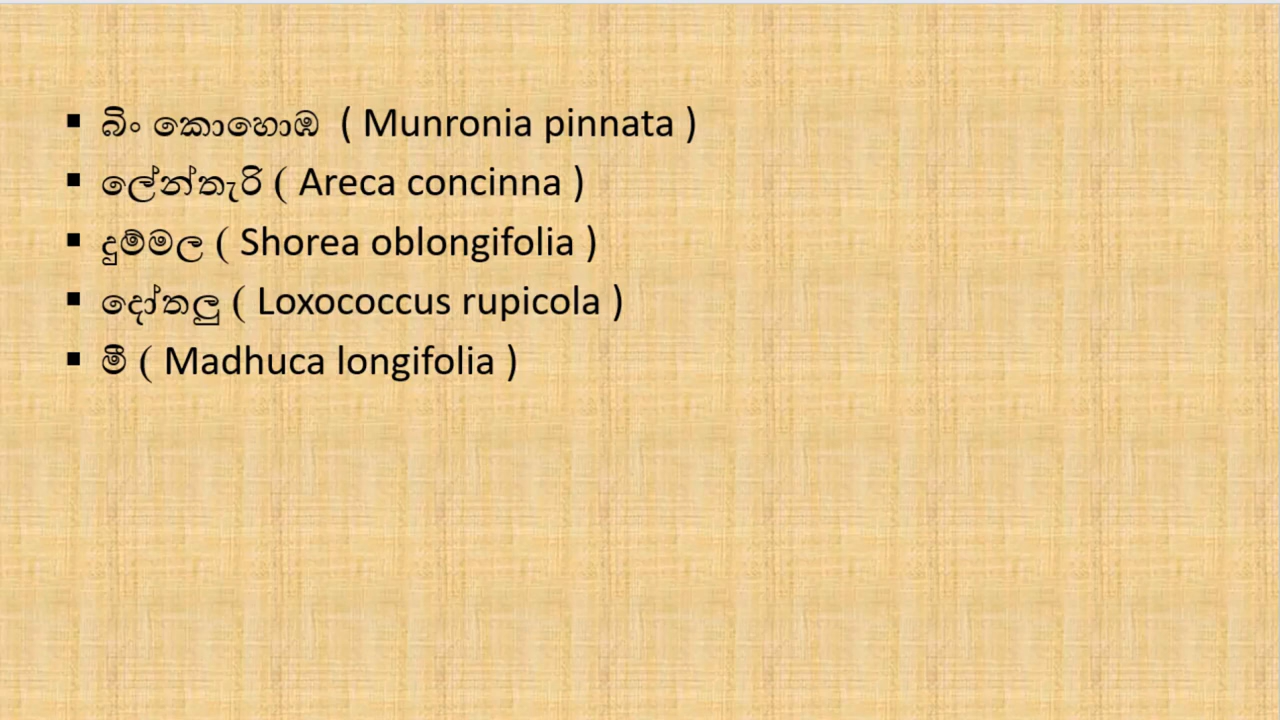 ▪ බිං කොහොඹ ( Munronia pinnata )
▪ ලේන්තැරි ( Areca concinna )
▪ දුම්මල ( Shorea oblongifolia )
▪ දෝතලු ( Loxococcus rupicola )
▪ මී ( Madhuca longifolia )